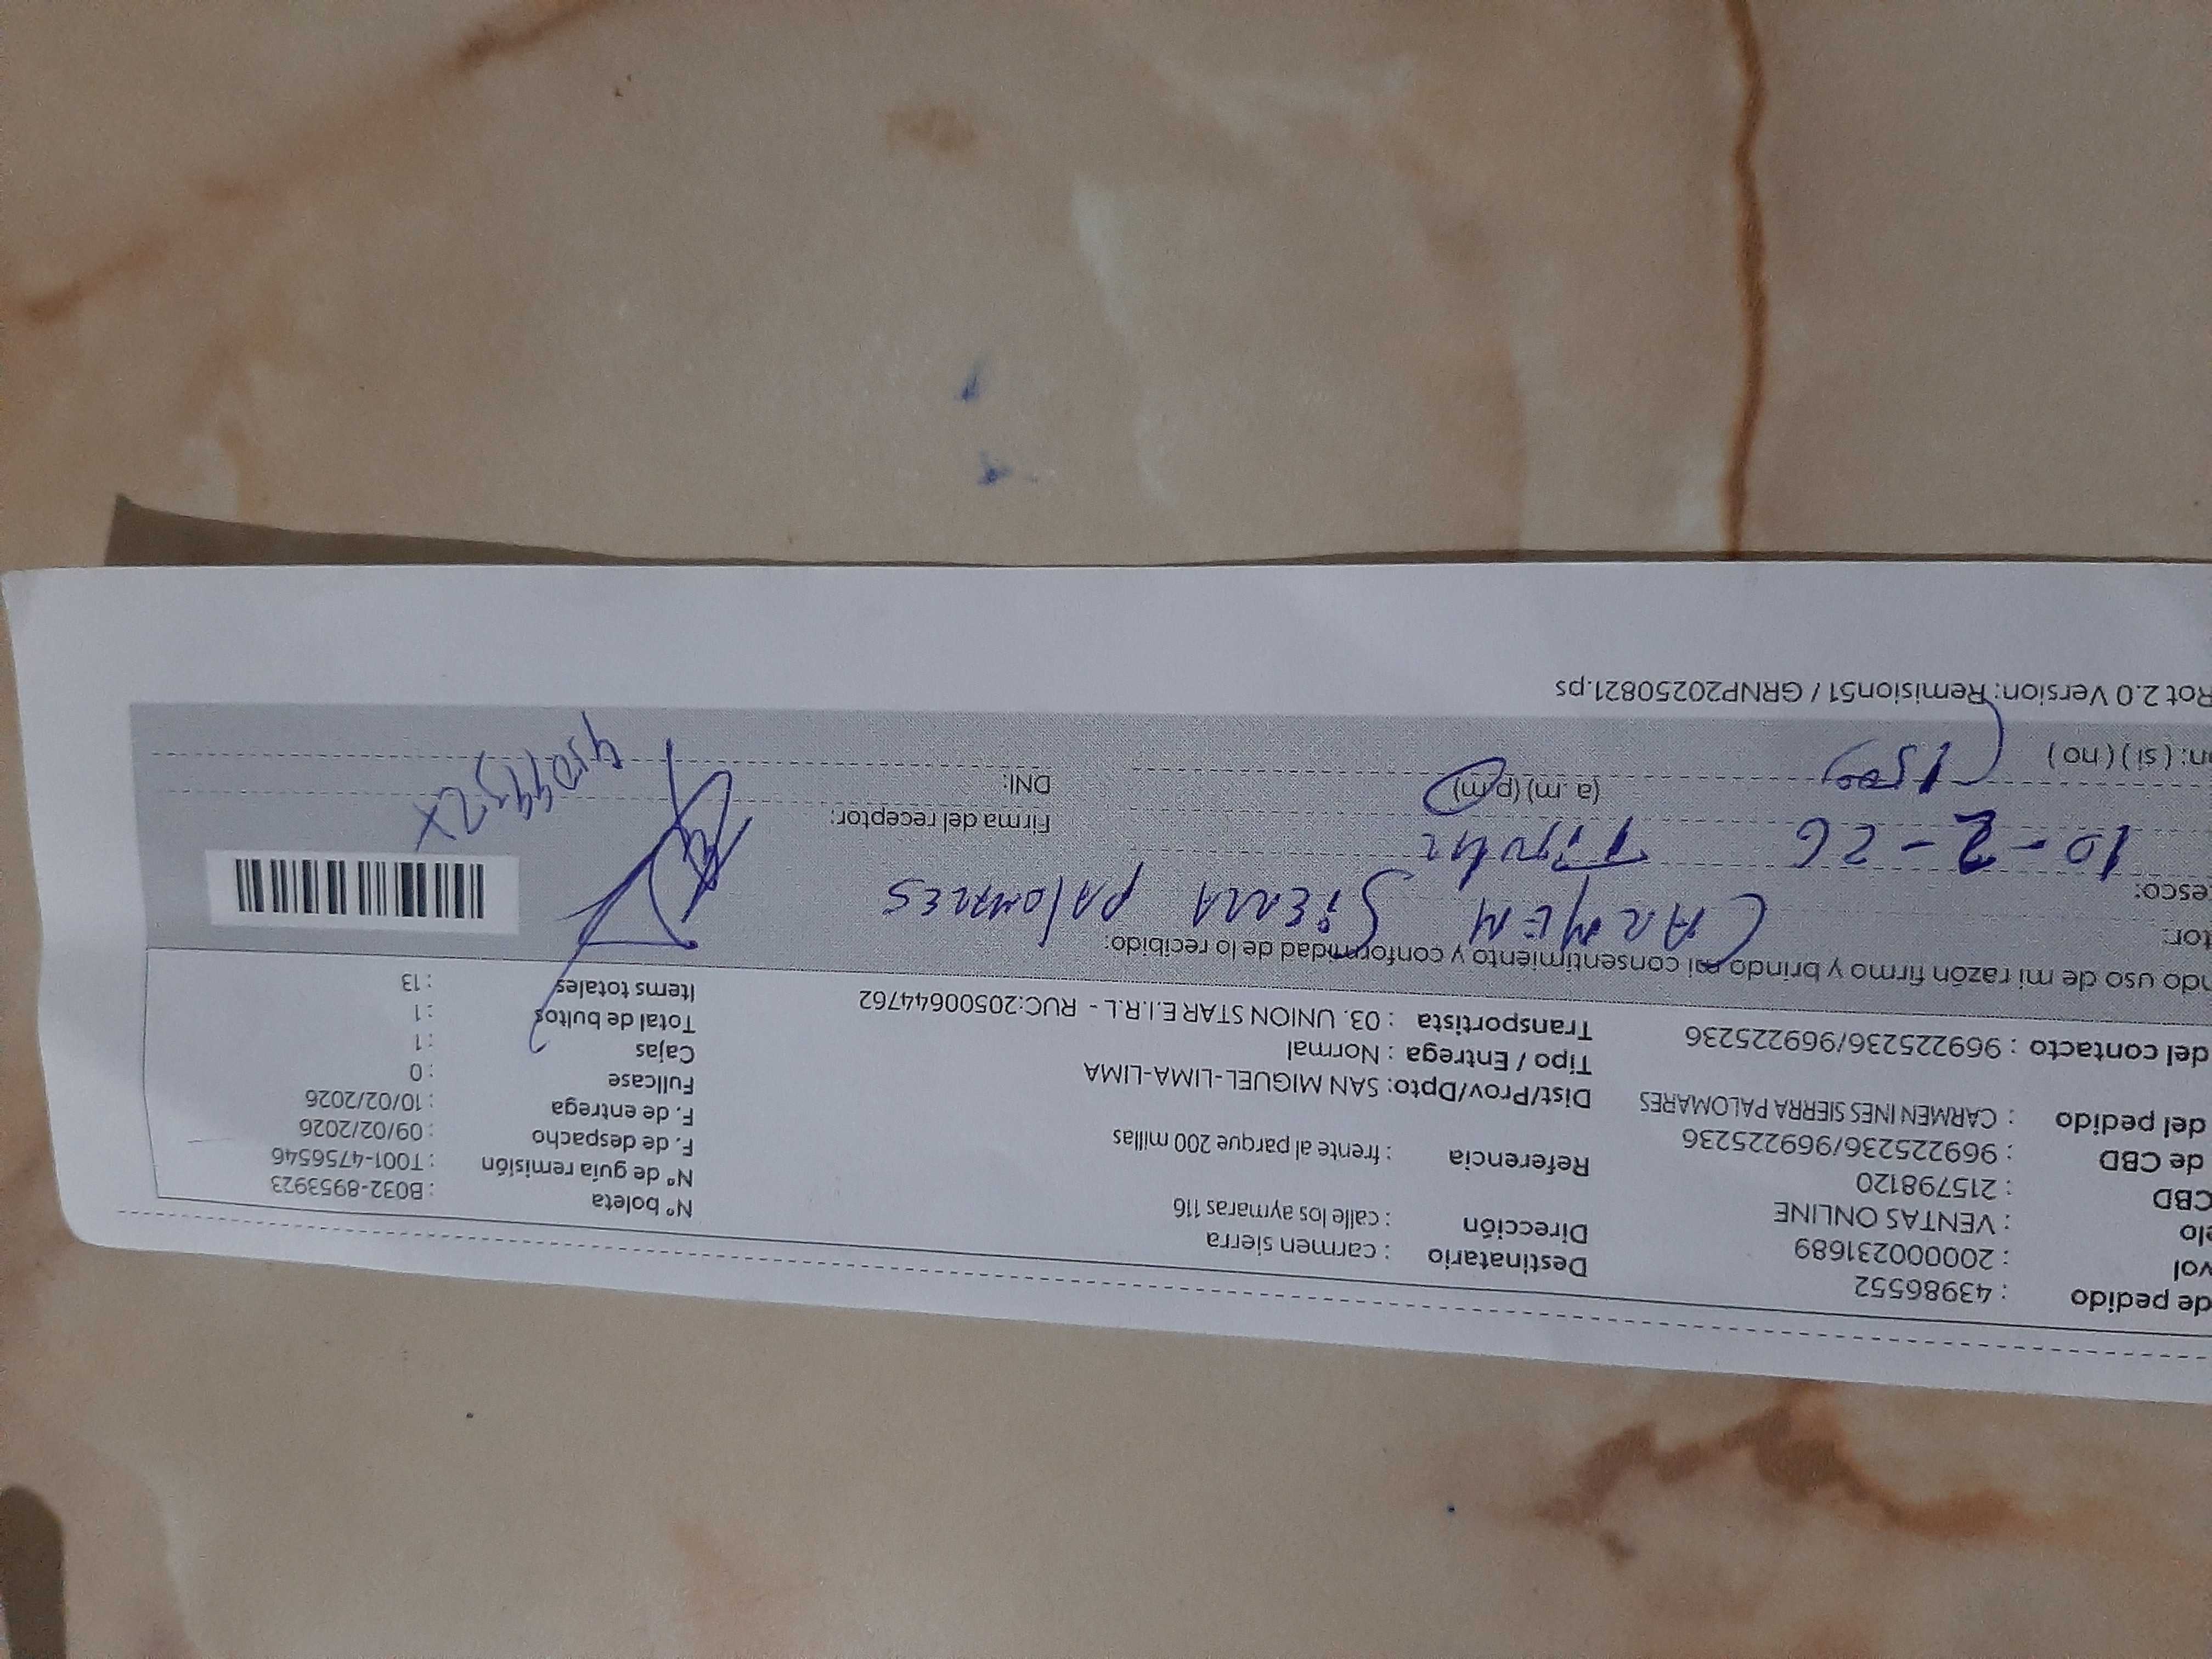 de pedido : 43986552
vol : 200000231689
elo : VENTAS ONLINE
CBD : 215798120
de CBD : 969225236/969225236
del pedido : CARMEN INES SIERRA PALOMARES
del contacto : 969225236/969225236
Destinatario : carmen sierra
Dirección : calle los aymaras 116
Referencia : frente al parque 200 millas
Dist/Prov/Dpto: SAN MIGUEL-LIMA-LIMA
Tipo / Entrega : Normal
Transportista : 03. UNION STAR E.I.R.L - RUC:20500644762
N° boleta : B032-8953923
N° de guía remisión : T001-4756546
F. de despacho : 09/02/2026
F. de entrega : 10/02/2026
Fullcase : 0
Cajas : 1
Total de bultos : 1
Items totales : 13
ndo uso de mi razón firmo y brindo mi consentimiento y conformidad de lo recibido:
tor: CARMEN SIERRA PALOMARES
esco: Titular
10-2-26 (a. m) (p.m)
Firma del receptor:
DNI:
n: ( si ) ( no )
Rot 2.0 Version: Remision51 / GRNP20250821.ps